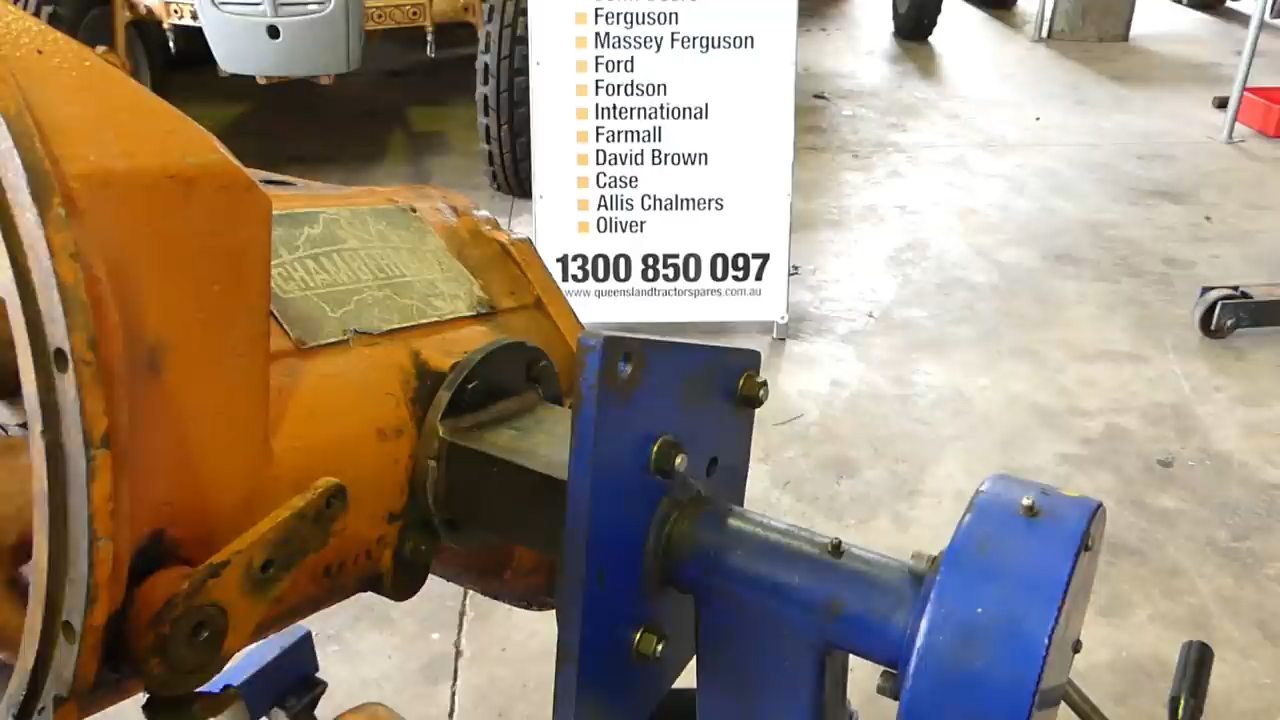 Ferguson
Massey Ferguson
Ford
Fordson
International
Farmall
David Brown
Case
Allis Chalmers
Oliver
1300 850 097
www.queenslandtractorspares.com.au